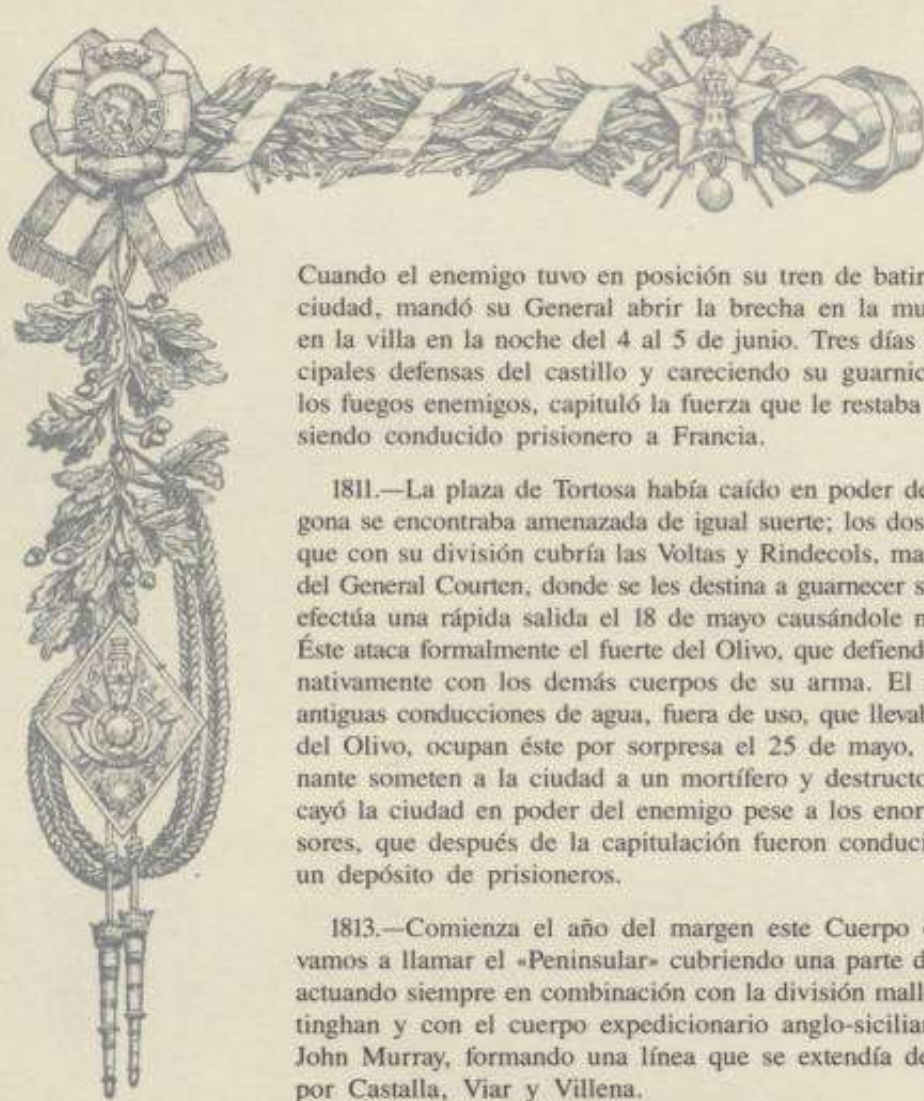 Cuando el enemigo tuvo en posición su tren de batir
ciudad, mandó su General abrir la brecha en la mu
en la villa en la noche del 4 al 5 de junio. Tres días
cipales defensas del castillo y careciendo su guarnic
los fuegos enemigos, capituló la fuerza que le restaba
siendo conducido prisionero a Francia.
1811.—La plaza de Tortosa había caído en poder de
gona se encontraba amenazada de igual suerte; los dos
que con su división cubría las Voltas y Rindecols, ma
del General Courten, donde se les destina a guarnecer s
efectúa una rápida salida el 18 de mayo causándole n
Éste ataca formalmente el fuerte del Olivo, que defiend
nativamente con los demás cuerpos de su arma. El
antiguas conducciones de agua, fuera de uso, que lleval
del Olivo, ocupan éste por sorpresa el 25 de mayo,
nante someten a la ciudad a un mortífero y destructo
cayó la ciudad en poder del enemigo pese a los enor
sores, que después de la capitulación fueron conduci
un depósito de prisioneros.
1813.—Comienza el año del margen este Cuerpo
vamos a llamar el «Peninsular» cubriendo una parte d
actuando siempre en combinación con la división mall
tinghan y con el cuerpo expedicionario anglo-sicilian
John Murray, formando una línea que se extendía de
por Castalla, Viar y Villena.